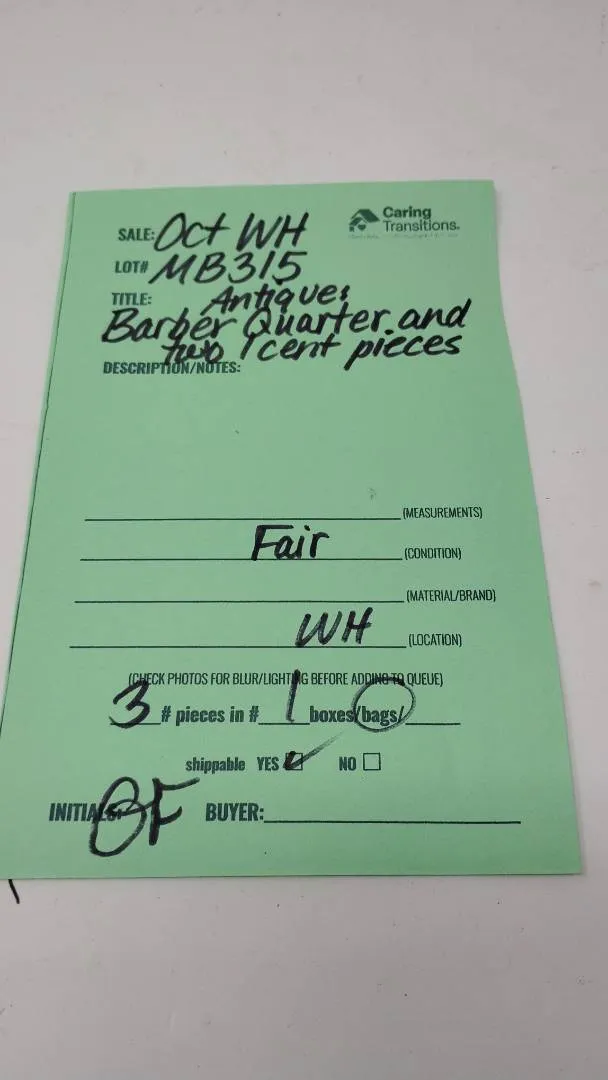 Caring
Transitions.
SALE: Oct WH
LOT# MB315
TITLE: Antique:
Barber Quarter and
two 1 cent pieces
DESCRIPTION/NOTES:
(MEASUREMENTS)
Fair (CONDITION)
(MATERIAL/BRAND)
WH (LOCATION)
(CHECK PHOTOS FOR BLUR/LIGHTING BEFORE ADDING TO QUEUE)
3 # pieces in # 1 boxes/bags/
shippable YES NO
INITIALS: BUYER: